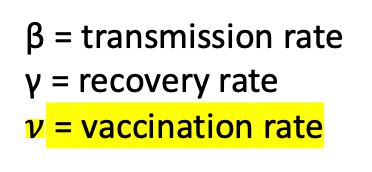 β = transmission rate
γ = recovery rate
ν = vaccination rate